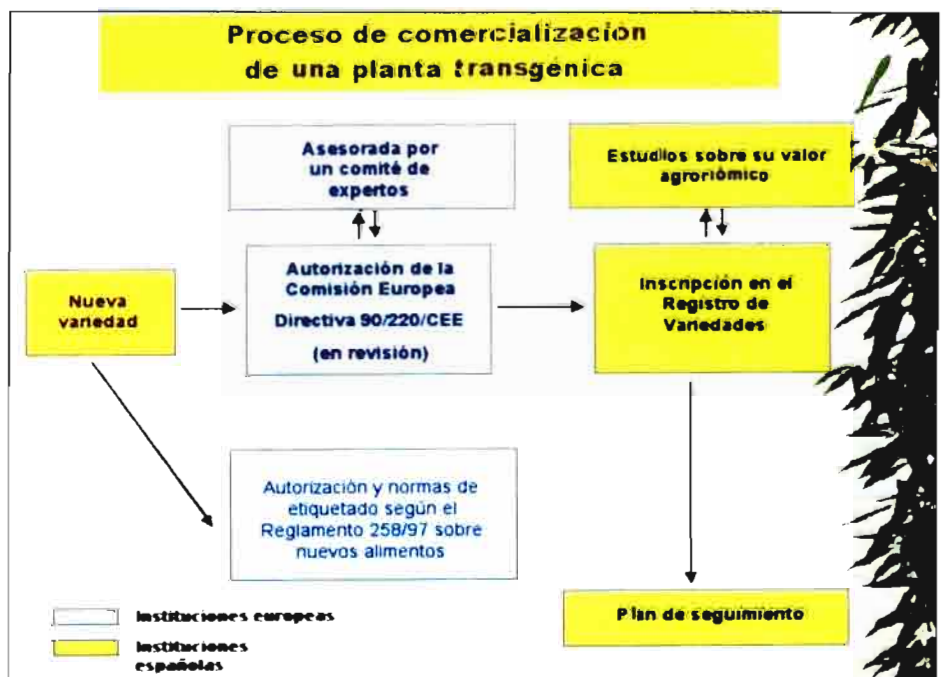 Proceso de comercialización
de una planta transgénica
Asesorada por
un comité de
expertos
Estudios sobre su valor
agronómico
Nueva
variedad
Autorización de la
Comisión Europea
Directiva 90/220/CEE
(en revisión)
Inscripción en el
Registro de
Variedades
Autorización y normas de
etiquetado según el
Reglamento 258/97 sobre
nuevos alimentos
Plan de seguimiento
Instituciones europeas
Instituciones
españolas